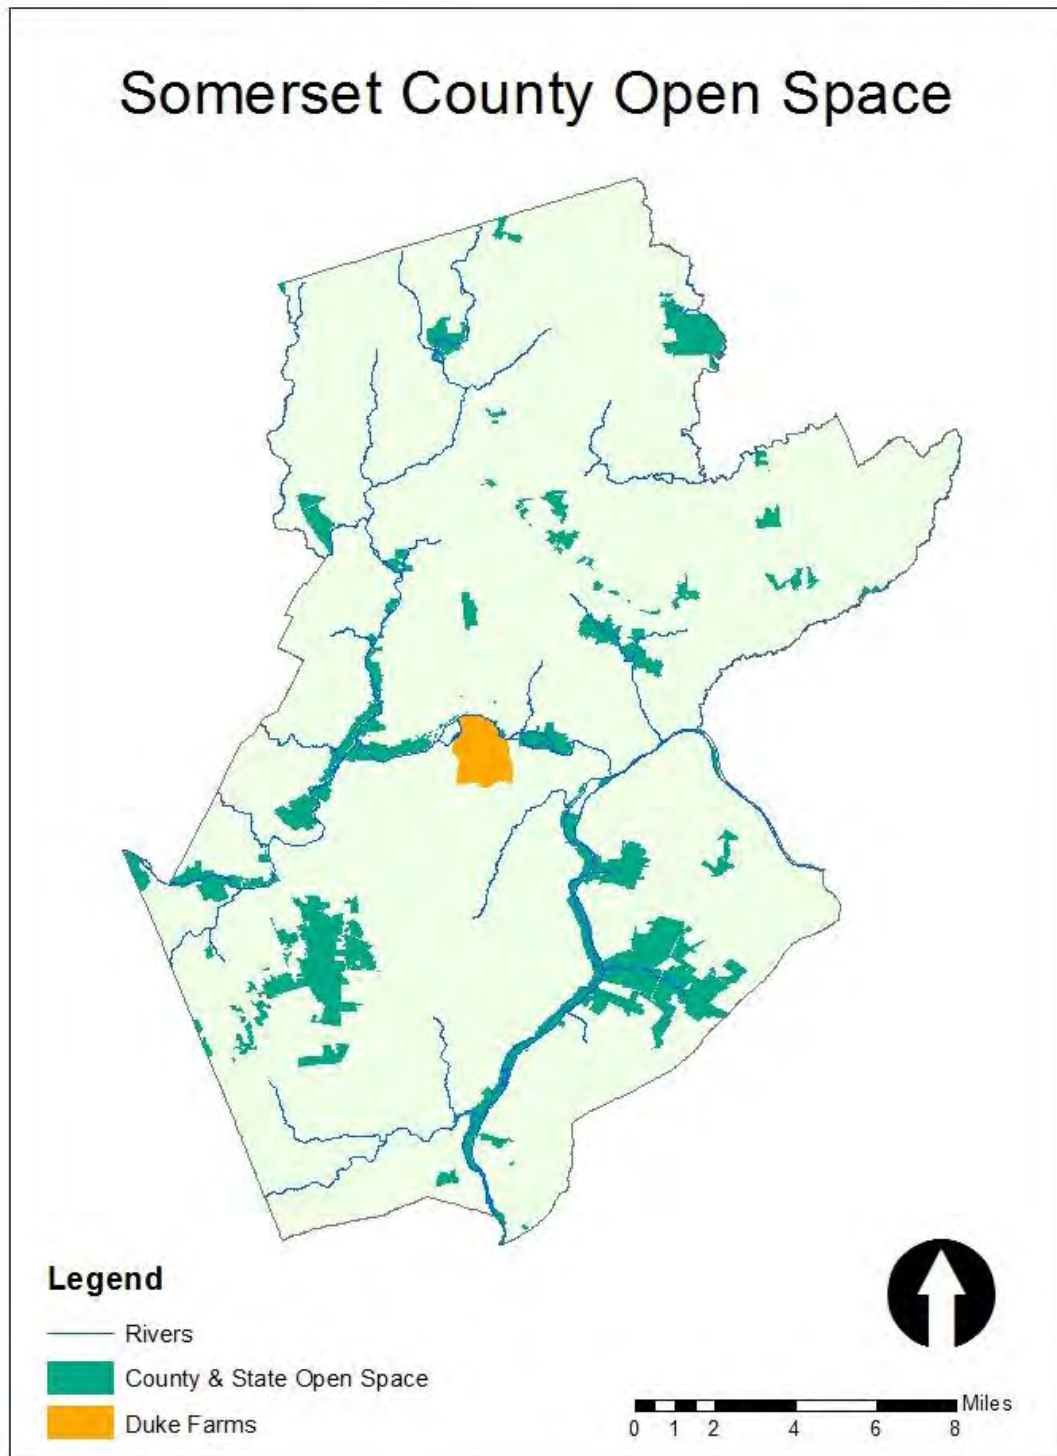 Somerset County Open Space
Legend
Rivers
County & State Open Space
Duke Farms
Miles
0 1 2 4 6 8